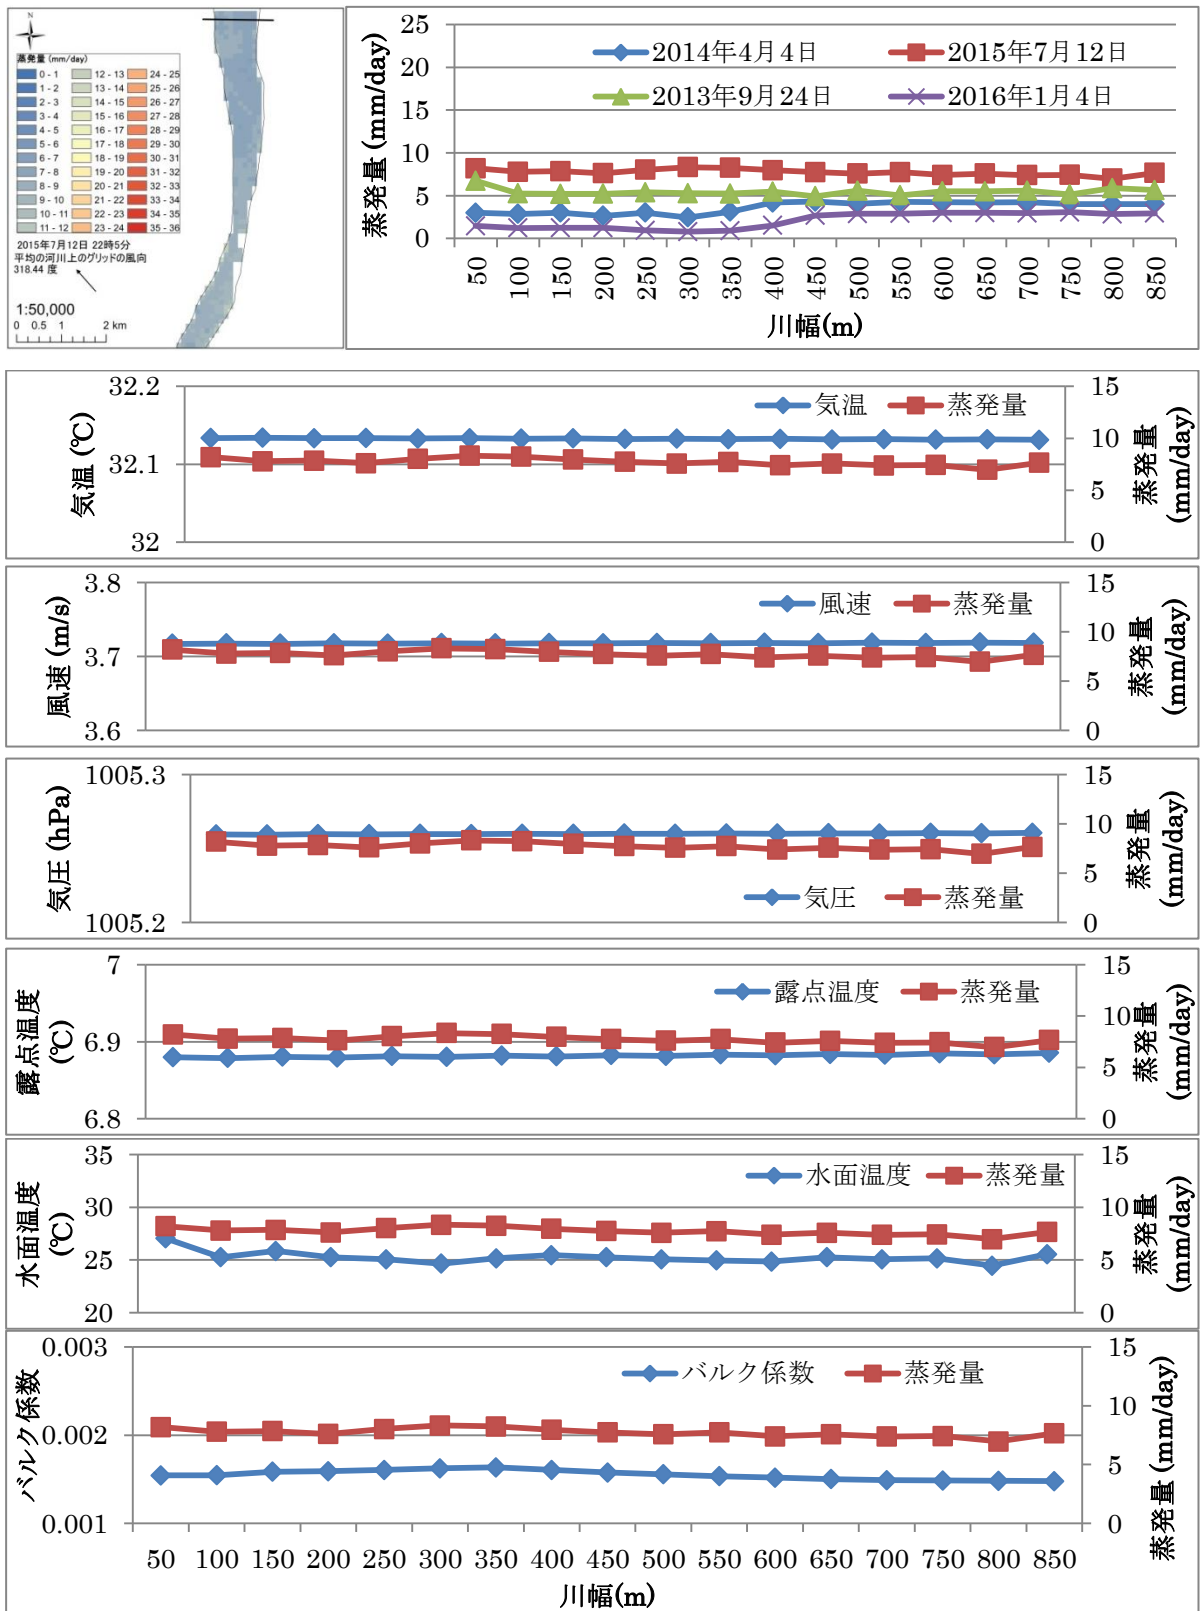 N
蒸発量 (mm/day)
0 - 1 12 - 13 24 - 25
1 - 2 13 - 14 25 - 26
2 - 3 14 - 15 26 - 27
3 - 4 15 - 16 27 - 28
4 - 5 16 - 17 28 - 29
5 - 6 17 - 18 29 - 30
6 - 7 18 - 19 30 - 31
7 - 8 19 - 20 31 - 32
8 - 9 20 - 21 32 - 33
9 - 10 21 - 22 33 - 34
10 - 11 22 - 23 34 - 35
11 - 12 23 - 24 35 - 36
2015年7月12日 22時5分
平均の河川上のグリッドの風向
318.44 度
1:50,000
0 0.5 1 2 km
蒸発量 (mm/day)
25
20
15
10
5
0
2014年4月4日 2015年7月12日
2013年9月24日 2016年1月4日
50 100 150 200 250 300 350 400 450 500 550 600 650 700 750 800 850
川幅(m)
気温 (℃)
32.2
32.1
32
気温 蒸発量
15
10
5
0
蒸発量
(mm/day)
風速 (m/s)
3.8
3.7
3.6
風速 蒸発量
15
10
5
0
蒸発量
(mm/day)
気圧 (hPa)
1005.3
1005.2
気圧 蒸発量
15
10
5
0
蒸発量
(mm/day)
露点温度
(℃)
7
6.9
6.8
露点温度 蒸発量
15
10
5
0
蒸発量
(mm/day)
水面温度
(℃)
35
30
25
20
水面温度 蒸発量
15
10
5
0
蒸発量
(mm/day)
バルク係数
0.003
0.002
0.001
バルク係数 蒸発量
15
10
5
0
蒸発量 (mm/day)
50 100 150 200 250 300 350 400 450 500 550 600 650 700 750 800 850
川幅(m)